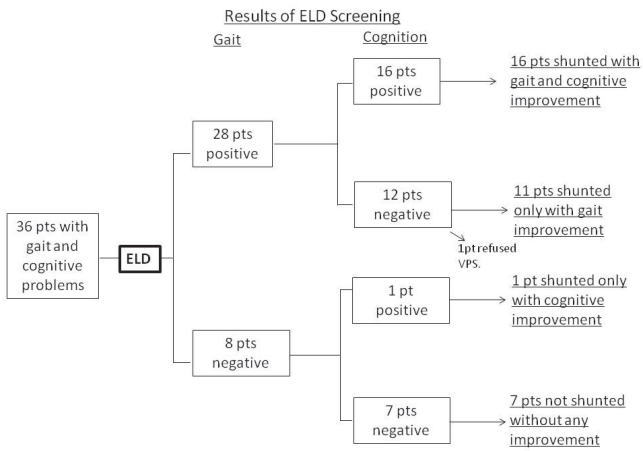 Results of ELD Screening
Gait
Cognition
36 pts with
gait and
cognitive
problems
ELD
28 pts
positive
8 pts
negative
16 pts
positive
12 pts
negative
1pt refused
VPS.
1 pt
positive
7 pts
negative
16 pts shunted with
gait and cognitive
improvement
11 pts shunted
only with gait
improvement
1 pt shunted only
with cognitive
improvement
7 pts not shunted
without any
improvement